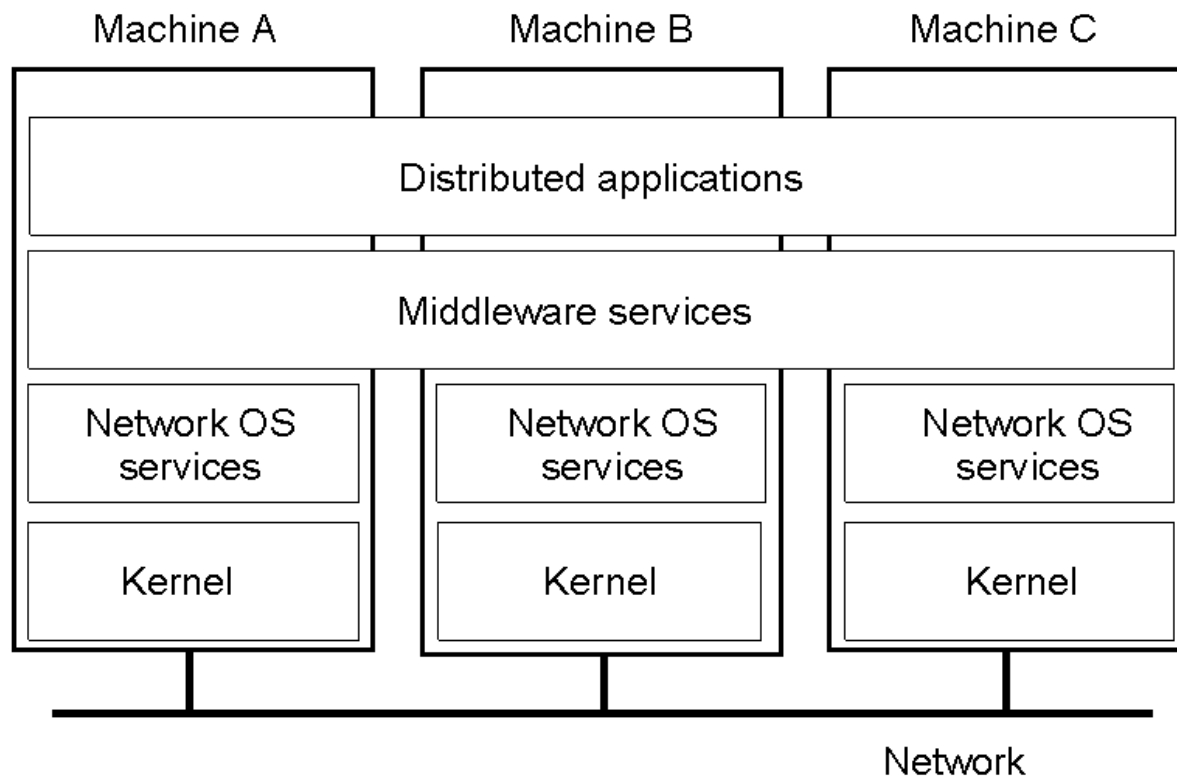 Machine A
Machine B
Machine C
Distributed applications
Middleware services
Network OS
services
Network OS
services
Network OS
services
Kernel
Kernel
Kernel
Network